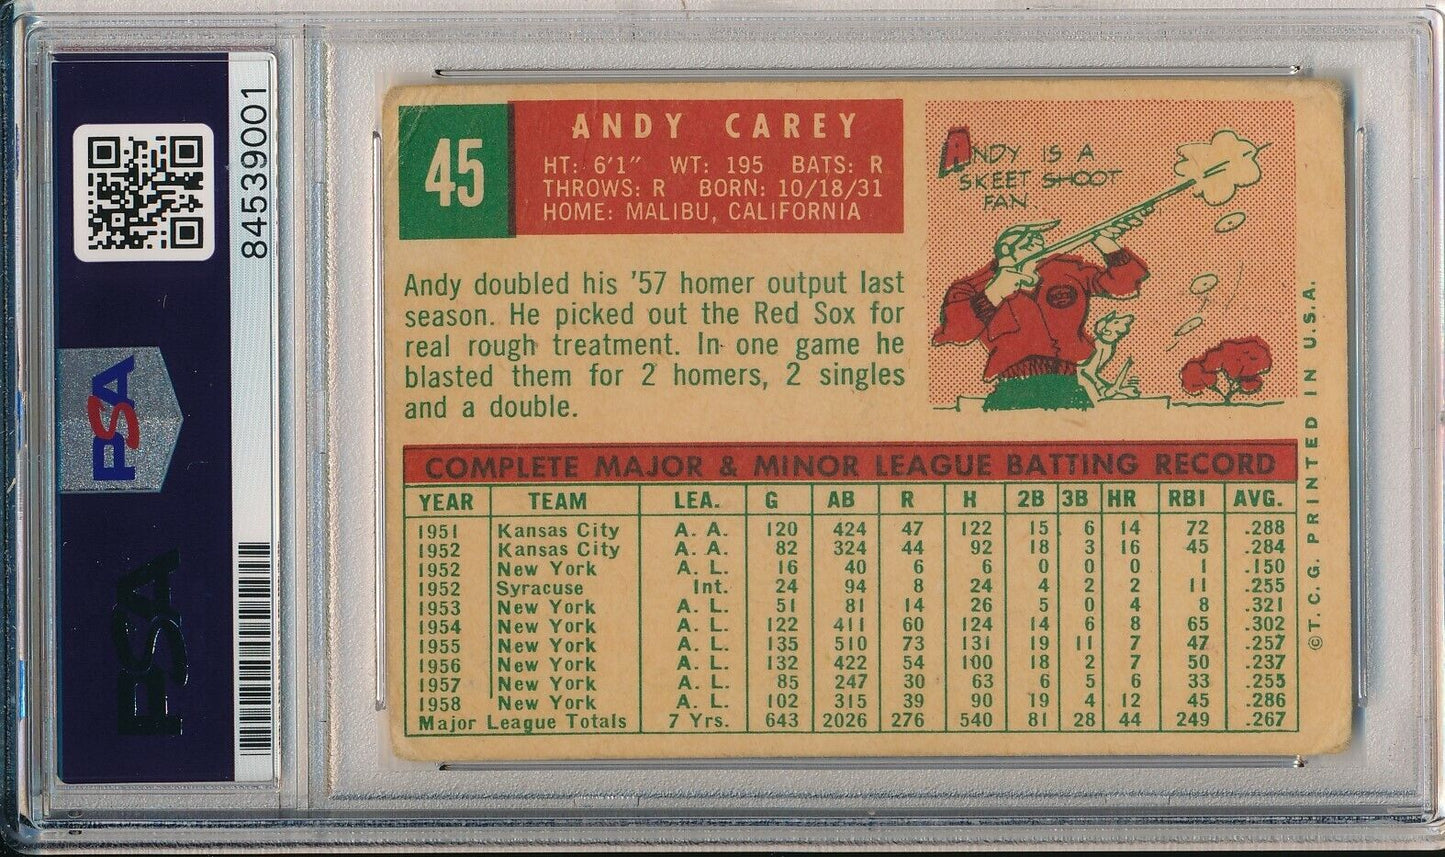 84539001
PSA
PSA
45
ANDY CAREY
HT: 6'1" WT: 195 BATS: R
THROWS: R BORN: 10/18/31
HOME: MALIBU, CALIFORNIA
ANDY IS A
SKEET SHOOT
FAN
Andy doubled his '57 homer output last
season. He picked out the Red Sox for
real rough treatment. In one game he
blasted them for 2 homers, 2 singles
and a double.
COMPLETE MAJOR & MINOR LEAGUE BATTING RECORD
YEAR TEAM LEA. G AB R H 2B 3B HR RBI AVG.
1951 Kansas City A. A. 120 424 47 122 15 6 14 72 .288
1952 Kansas City A. A. 82 324 44 92 18 3 16 45 .284
1952 New York A. L. 16 40 6 6 0 0 0 1 .150
1952 Syracuse Int. 24 94 8 24 4 2 2 11 .255
1953 New York A. L. 51 81 14 26 5 0 4 8 .321
1954 New York A. L. 122 411 60 124 14 6 8 65 .302
1955 New York A. L. 135 510 73 131 19 11 7 47 .257
1956 New York A. L. 132 422 54 100 18 2 7 50 .237
1957 New York A. L. 85 247 30 63 6 5 6 33 .255
1958 New York A. L. 102 315 39 90 19 4 12 45 .286
Major League Totals 7 Yrs. 643 2026 276 540 81 28 44 249 .267
©T.C.G. PRINTED IN U.S.A.